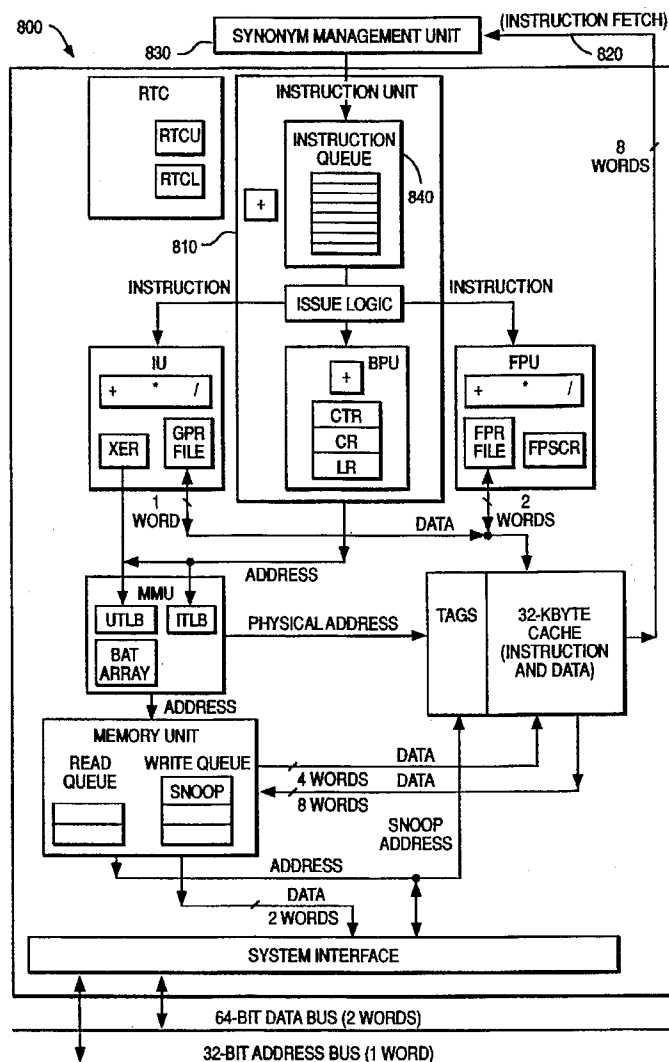 800
830
SYNONYM MANAGEMENT UNIT
(INSTRUCTION FETCH)
820
RTC
RTCU
RTCL
INSTRUCTION UNIT
INSTRUCTION
QUEUE
840
+
810
8
WORDS
INSTRUCTION
ISSUE LOGIC
INSTRUCTION
IU
+ * /
XER
GPR
FILE
BPU
+
CTR
CR
LR
FPU
+ * /
FPR
FILE
FPSCR
1
WORD
2
WORDS
DATA
ADDRESS
MMU
UTLB
ITLB
BAT
ARRAY
PHYSICAL ADDRESS
TAGS
32-KBYTE
CACHE
(INSTRUCTION
AND DATA)
ADDRESS
MEMORY UNIT
READ
QUEUE
WRITE QUEUE
SNOOP
DATA
4 WORDS
DATA
8 WORDS
SNOOP
ADDRESS
ADDRESS
DATA
2 WORDS
SYSTEM INTERFACE
64-BIT DATA BUS (2 WORDS)
32-BIT ADDRESS BUS (1 WORD)